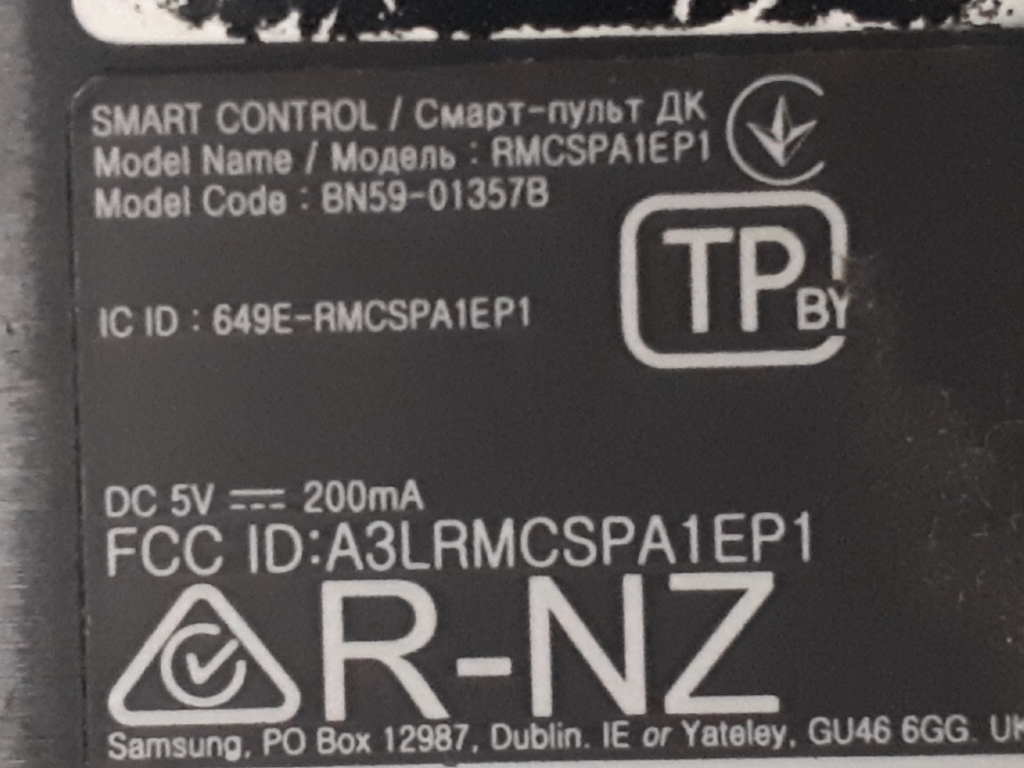 SMART CONTROL / Смарт-пульт ДК
Model Name / Модель : RMCSPA1EP1
Model Code : BN59-01357B
TP BY
IC ID : 649E-RMCSPA1EP1
DC 5V ⎓ 200mA
FCC ID:A3LRMCSPA1EP1
R-NZ
Samsung, PO Box 12987, Dublin. IE or Yateley, GU46 6GG. UK